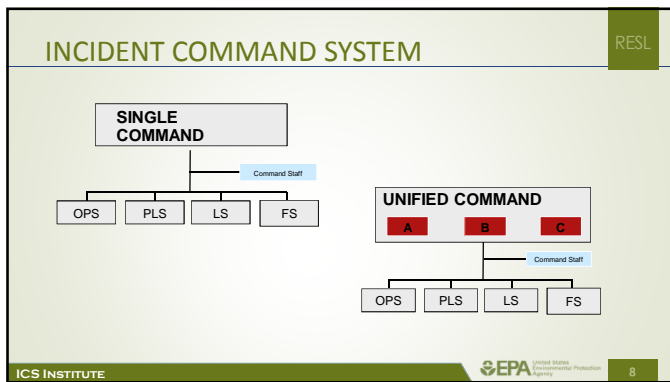 INCIDENT COMMAND SYSTEM
RESL
SINGLE
COMMAND
Command Staff
OPS PLS LS FS
UNIFIED COMMAND
A B C
Command Staff
OPS PLS LS FS
ICS INSTITUTE
EPA
United States
Environmental Protection
Agency
8